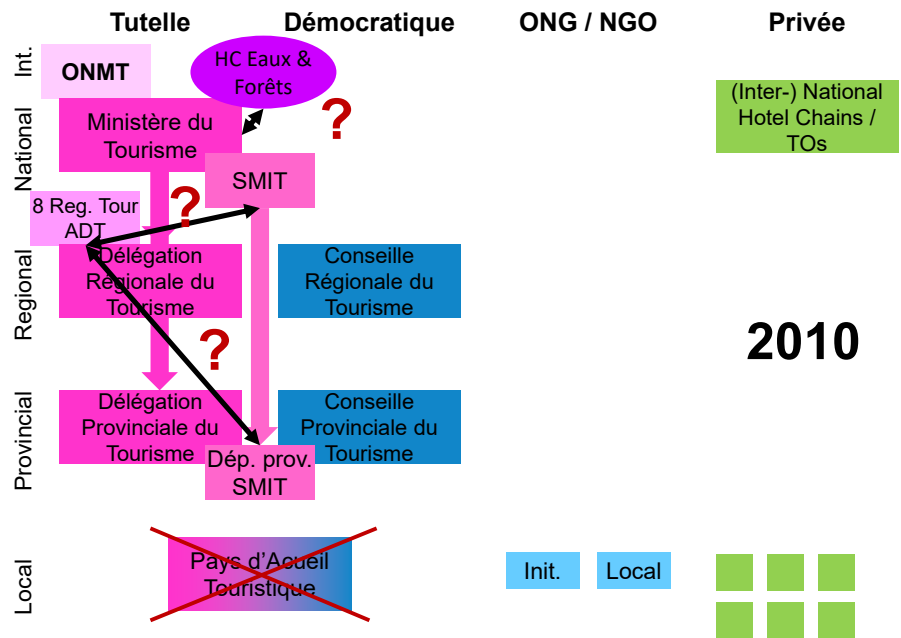 Tutelle
Démocratique
ONG / NGO
Privée
Int.
ONMT
HC Eaux &
Forêts
(Inter-) National
Hotel Chains /
TOs
National
Ministère du
Tourisme
?
SMIT
8 Reg. Tour
ADT
?
Regional
Délégation
Régionale du
Tourisme
Conseille
Régionale du
Tourisme
?
2010
Provincial
Délégation
Provinciale du
Tourisme
Conseille
Provinciale du
Tourisme
Dép. prov.
SMIT
Local
Pays d'Acueil
Touristique
Init.
Local